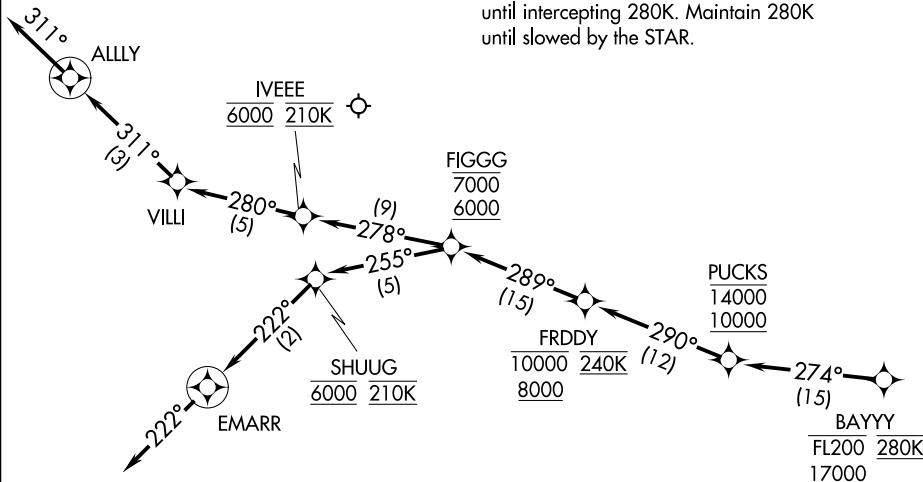 until intercepting 280K. Maintain 280K
until slowed by the STAR.
311°
ALLLY
311°
(3)
VILLI
IVEEE
6000 210K
280°
(5)
(9)
278°
FIGGG
7000
6000
255°
(5)
222°
(2)
SHUUG
6000 210K
EMARR
222°
289°
(15)
FRDDY
10000 240K
8000
290°
(12)
PUCKS
14000
10000
274°
(15)
BAYYY
FL200 280K
17000